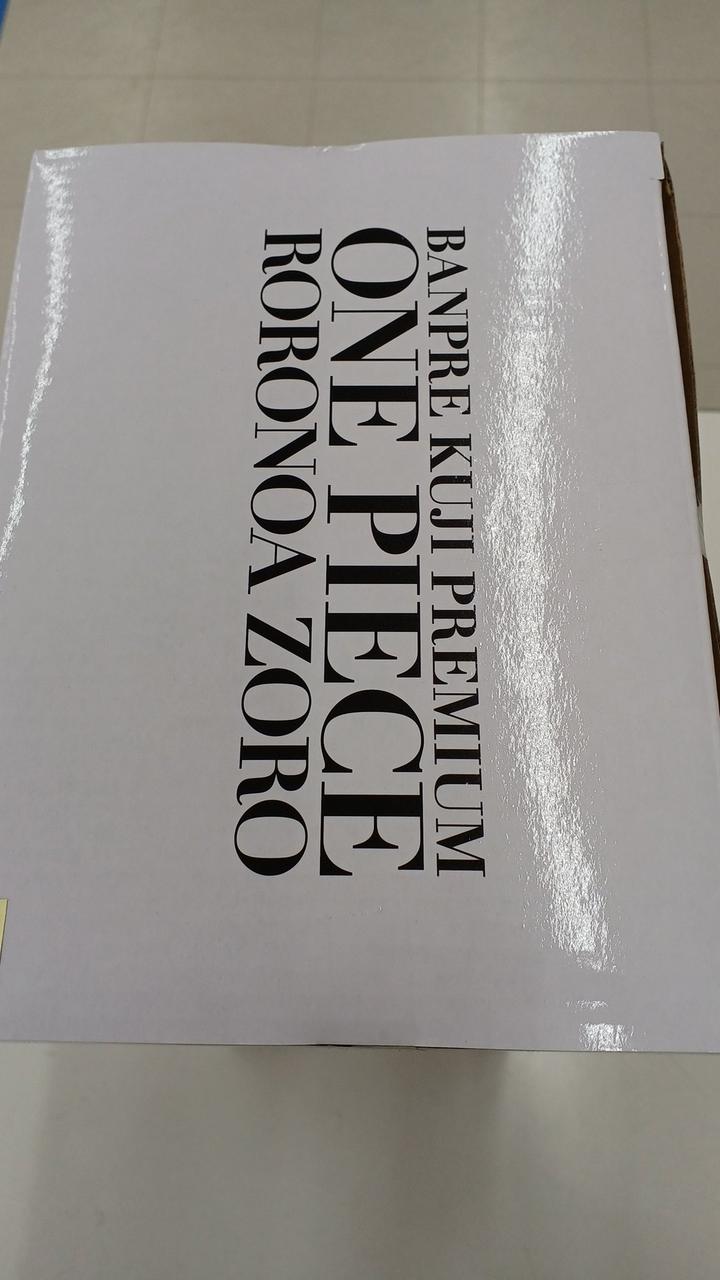 BANPRE KUJI PREMIUM
ONE PIECE
RORONOA ZORO